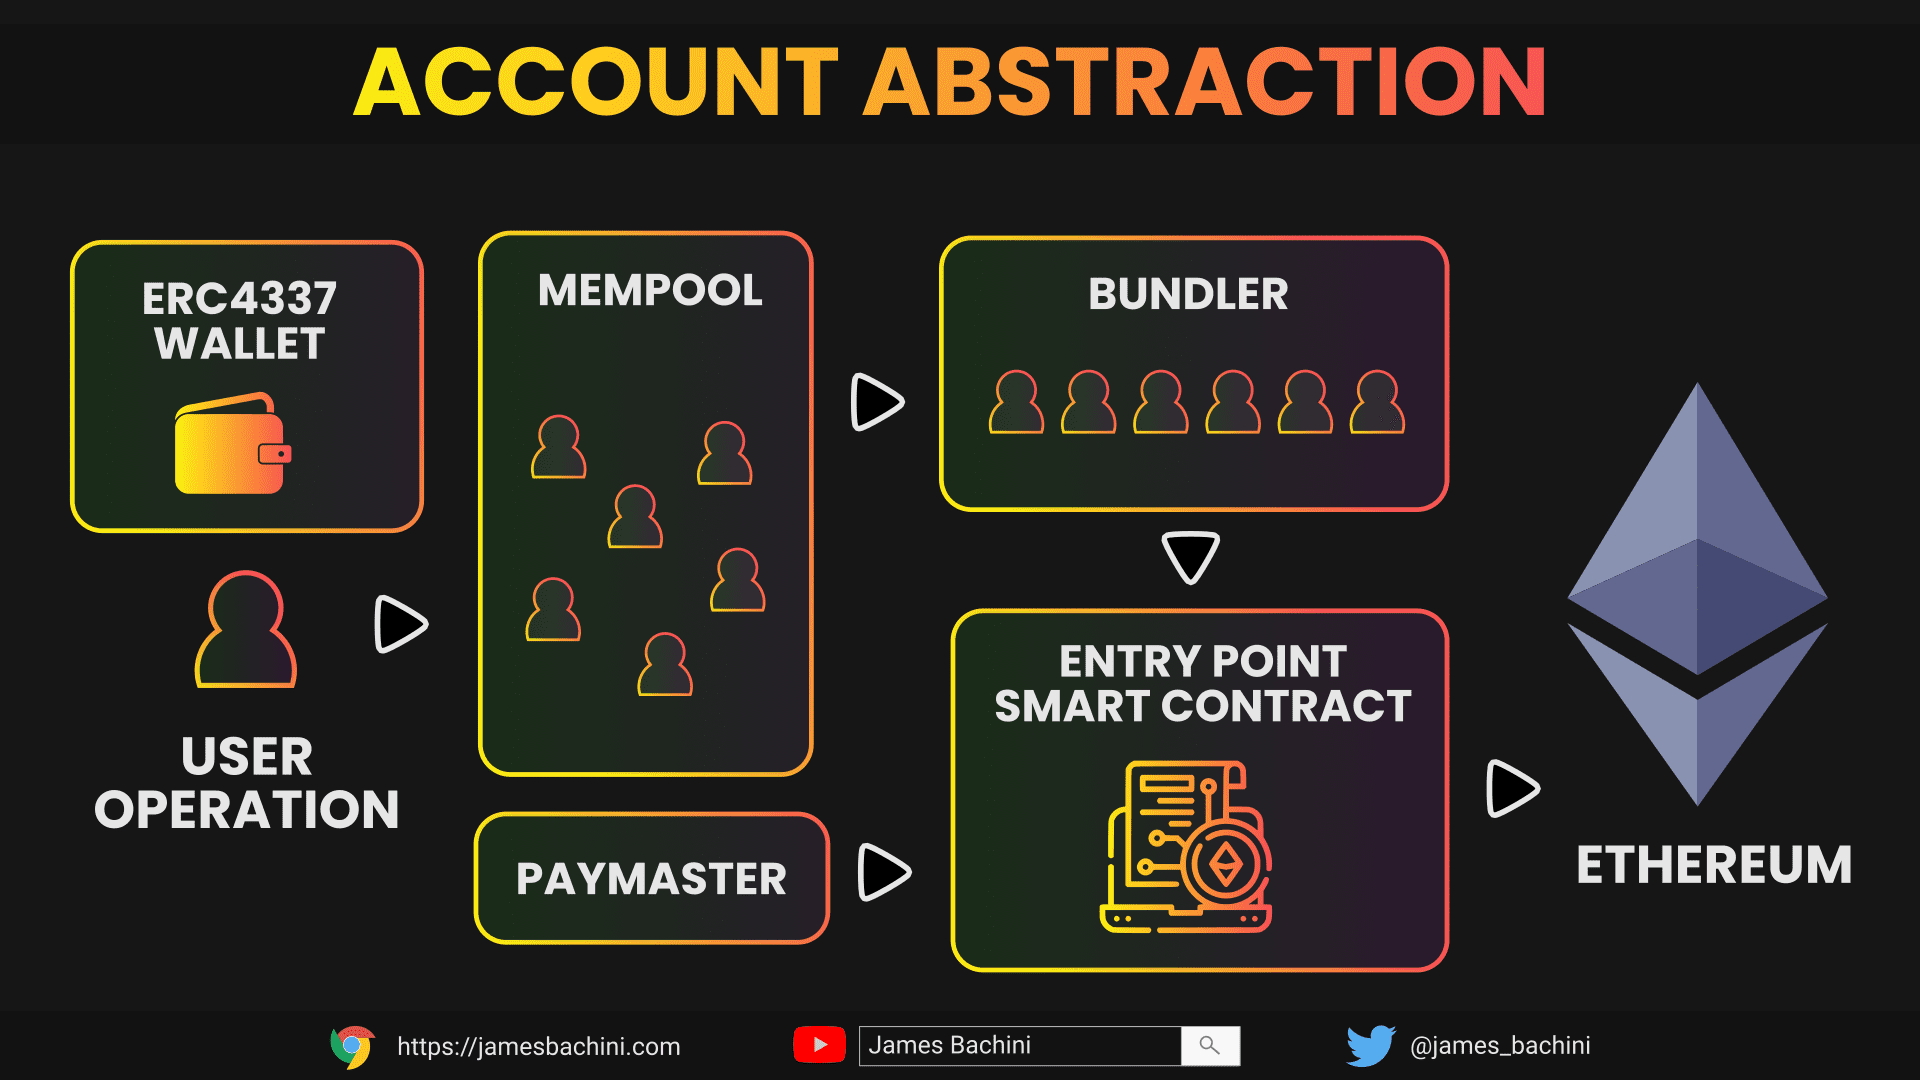 ACCOUNT ABSTRACTION
ERC4337
WALLET
USER
OPERATION
MEMPOOL
PAYMASTER
BUNDLER
ENTRY POINT
SMART CONTRACT
ETHEREUM
https://jamesbachini.com
James Bachini
@james_bachini